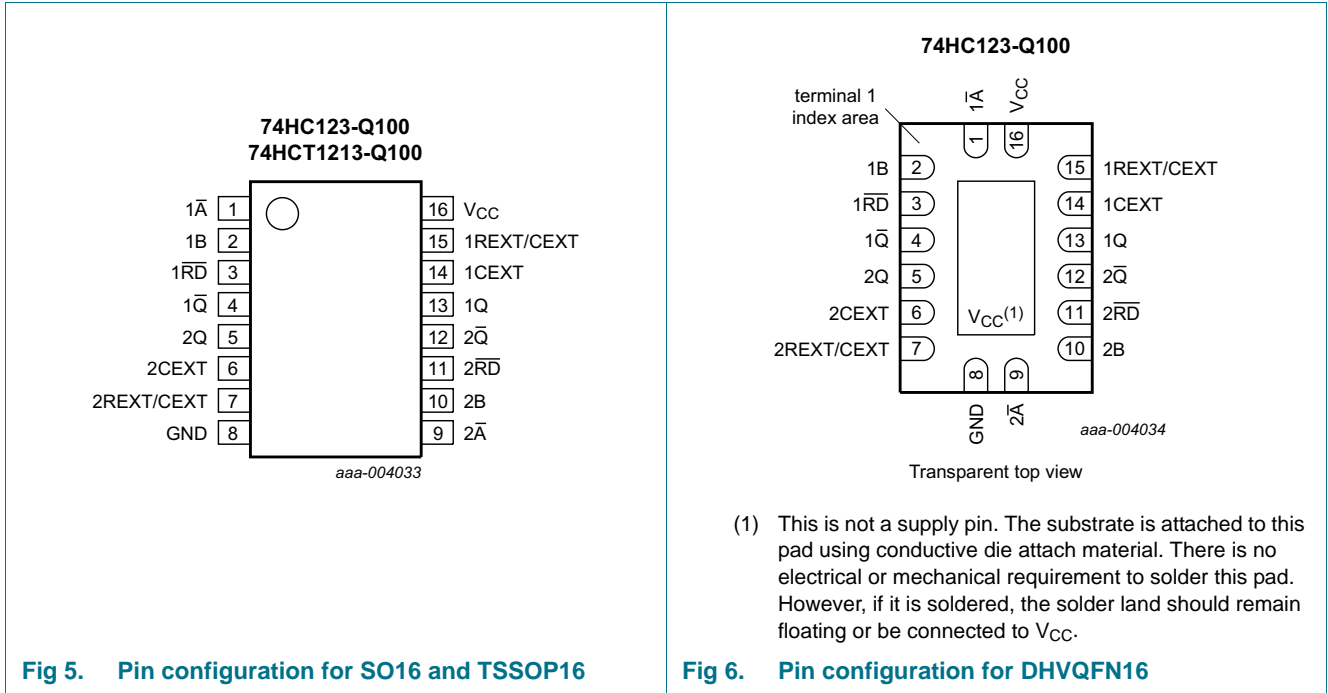 74HC123-Q100
74HCT1213-Q100
1A̅ 1
1B 2
1R̅D̅ 3
1Q̅ 4
2Q 5
2CEXT 6
2REXT/CEXT 7
GND 8
16 VCC
15 1REXT/CEXT
14 1CEXT
13 1Q
12 2Q̅
11 2R̅D̅
10 2B
9 2A̅
aaa-004033
Fig 5. Pin configuration for SO16 and TSSOP16
74HC123-Q100
terminal 1
index area
1A̅ 1
VCC 16
1B 2
1R̅D̅ 3
1Q̅ 4
2Q 5
2CEXT 6
2REXT/CEXT 7
15 1REXT/CEXT
14 1CEXT
13 1Q
12 2Q̅
11 2R̅D̅
10 2B
VCC(1)
8 GND
9 2A̅
aaa-004034
Transparent top view
(1) This is not a supply pin. The substrate is attached to this
pad using conductive die attach material. There is no
electrical or mechanical requirement to solder this pad.
However, if it is soldered, the solder land should remain
floating or be connected to VCC.
Fig 6. Pin configuration for DHVQFN16